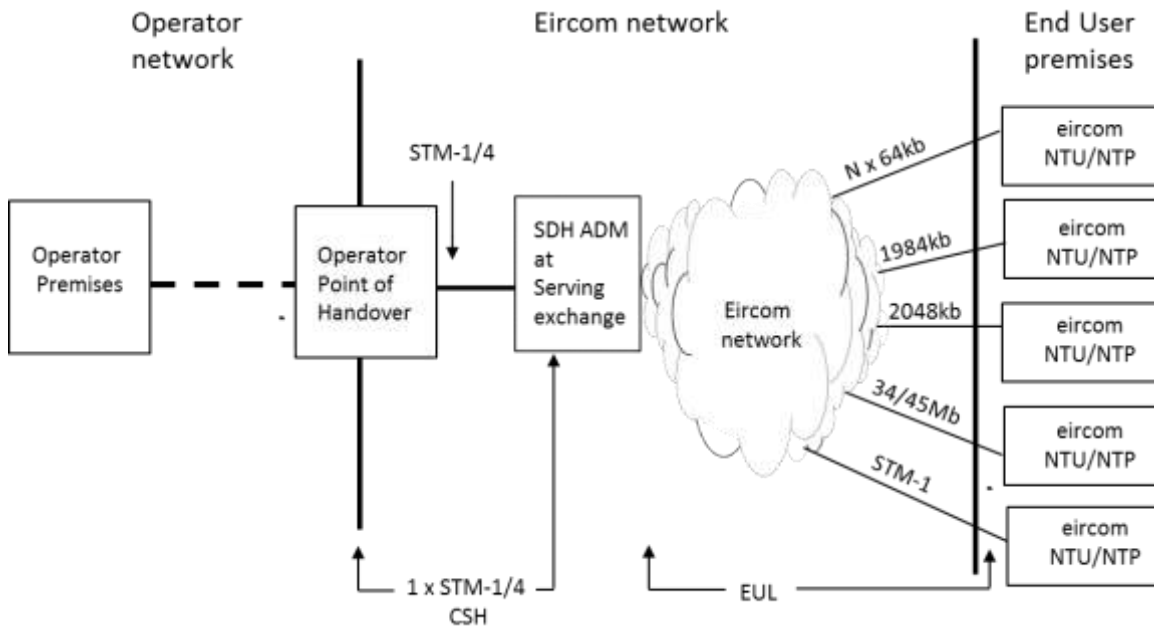 Operator
network
Eircom network
End User
premises
STM-1/4
Operator
Premises
Operator
Point of
Handover
SDH ADM
at
Serving
exchange
Eircom
network
N x 64kb
1984kb
2048kb
34/45Mb
STM-1
eircom
NTU/NTP
eircom
NTU/NTP
eircom
NTU/NTP
eircom
NTU/NTP
eircom
NTU/NTP
1 x STM-1/4
CSH
EUL